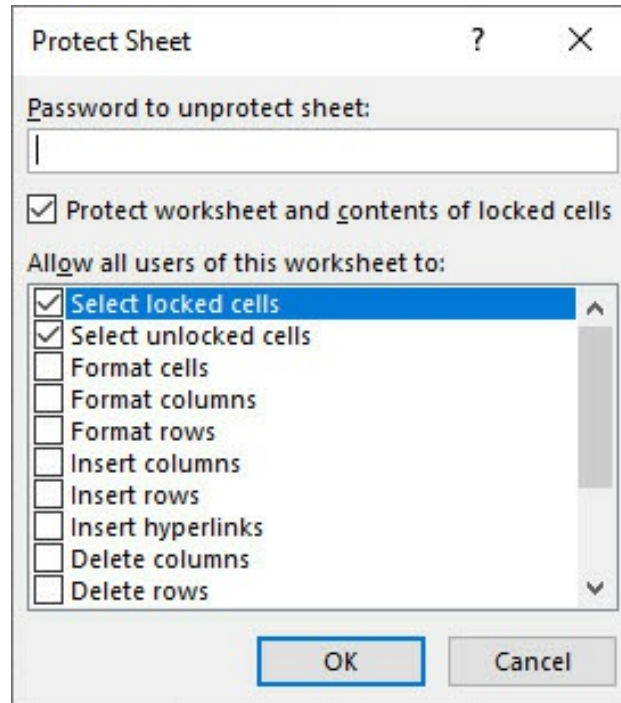 Protect Sheet ?
Password to unprotect sheet:
Protect worksheet and contents of locked cells
Allow all users of this worksheet to:
Select locked cells
Select unlocked cells
Format cells
Format columns
Format rows
Insert columns
Insert rows
Insert hyperlinks
Delete columns
Delete rows
OK Cancel